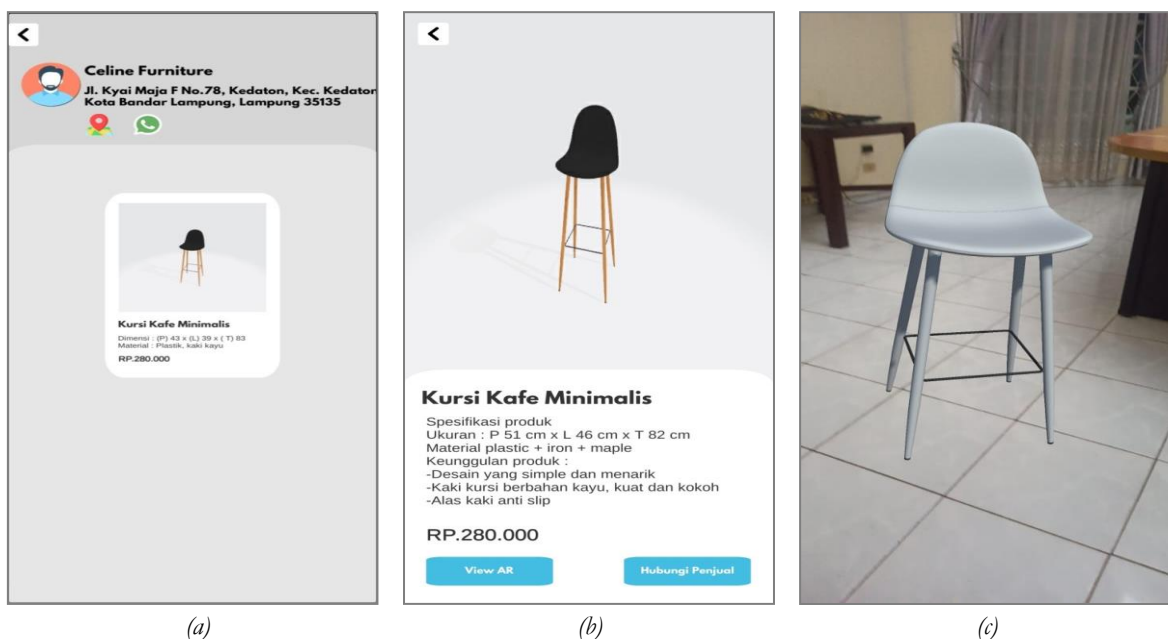 Celine Furniture
Jl. Kyai Maja F No.78, Kedaton, Kec. Kedaton
Kota Bandar Lampung, Lampung 35135
Kursi Kafe Minimalis
Dimensi : (P) 43 x (L) 39 x ( T) 83
Material : Plastik, kaki kayu
RP.280.000
(a)
Kursi Kafe Minimalis
Spesifikasi produk
Ukuran : P 51 cm x L 46 cm x T 82 cm
Material plastic + iron + maple
Keunggulan produk :
-Desain yang simple dan menarik
-Kaki kursi berbahan kayu, kuat dan kokoh
-Alas kaki anti slip
RP.280.000
View AR
Hubungi Penjual
(b)
(c)